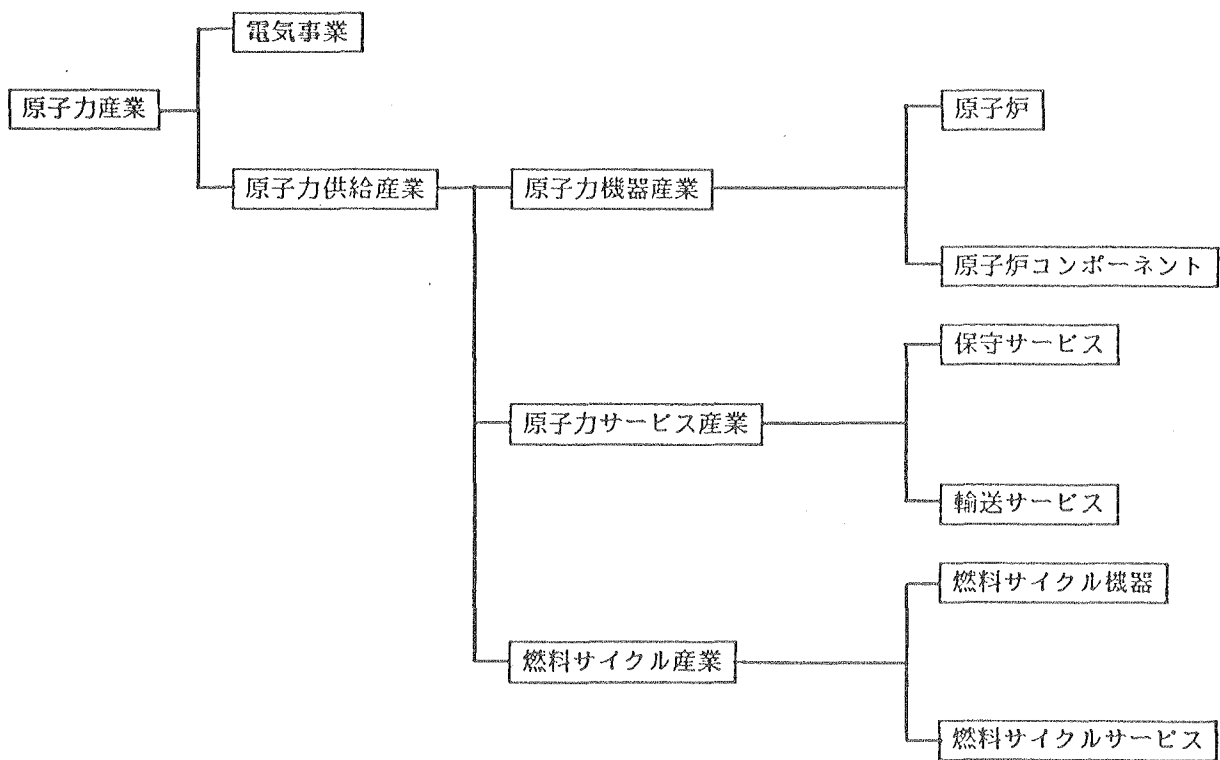 電気事業
原子力産業
原子炉
原子力供給産業
原子力機器産業
原子炉コンポーネント
保守サービス
原子力サービス産業
輸送サービス
燃料サイクル機器
燃料サイクル産業
燃料サイクルサービス